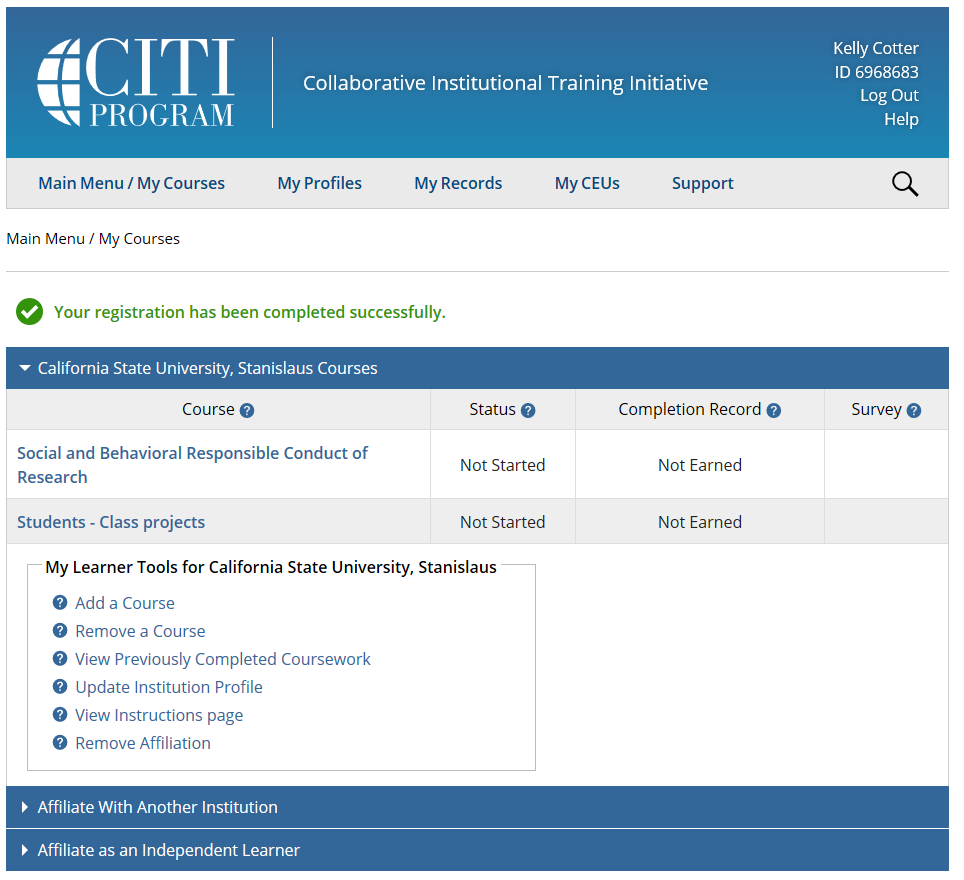 CITI
PROGRAM
Collaborative Institutional Training Initiative
Kelly Cotter
ID 6968683
Log Out
Help
Main Menu / My Courses My Profiles My Records My CEUs Support
Main Menu / My Courses
Your registration has been completed successfully.
California State University, Stanislaus Courses
Course ? Status ? Completion Record ? Survey ?
Social and Behavioral Responsible Conduct of
Research Not Started Not Earned
Students - Class projects Not Started Not Earned
My Learner Tools for California State University, Stanislaus
? Add a Course
? Remove a Course
? View Previously Completed Coursework
? Update Institution Profile
? View Instructions page
? Remove Affiliation
Affiliate With Another Institution
Affiliate as an Independent Learner